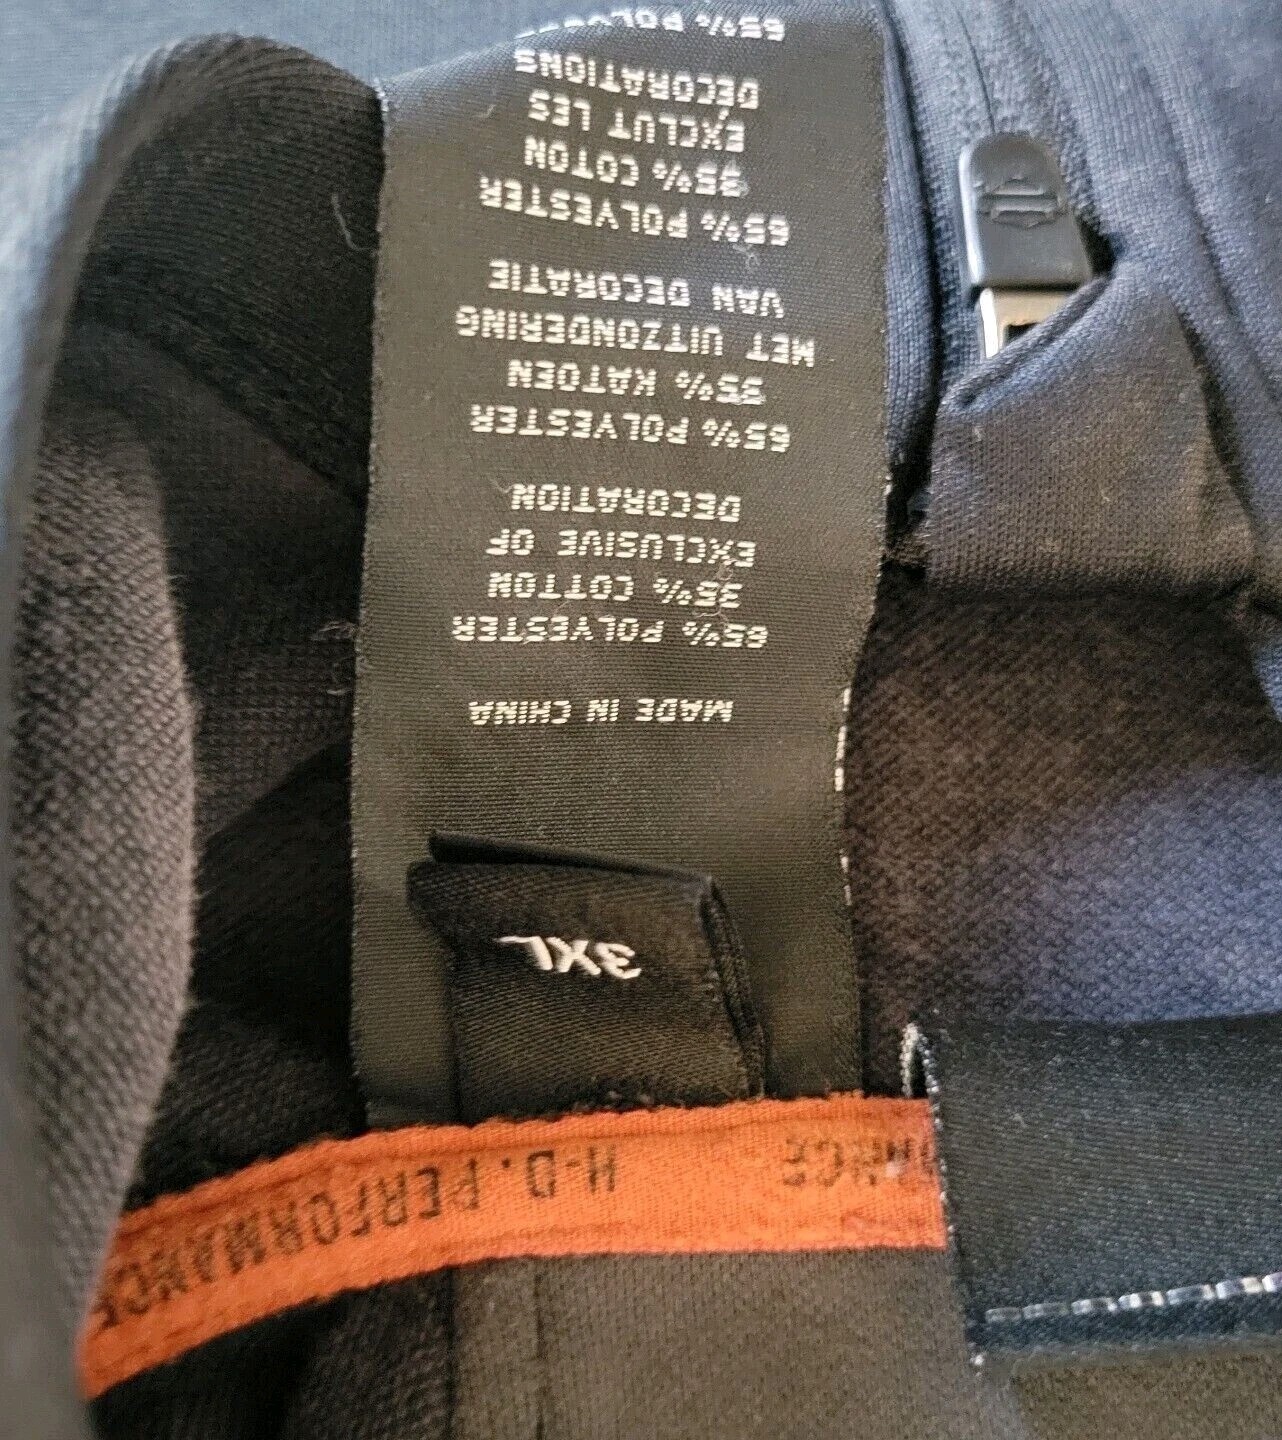 H-D. PERFORMANCE
3XL
MADE IN CHINA
65% POLYESTER
35% COTTON
EXCLUSIVE OF
DECORATION
65% POLYESTER
35% KATOEN
MET UITZONDERING
VAN DECORATIE
65% POLYESTER
35% COTON
EXCLUT LES
DECORATIONS